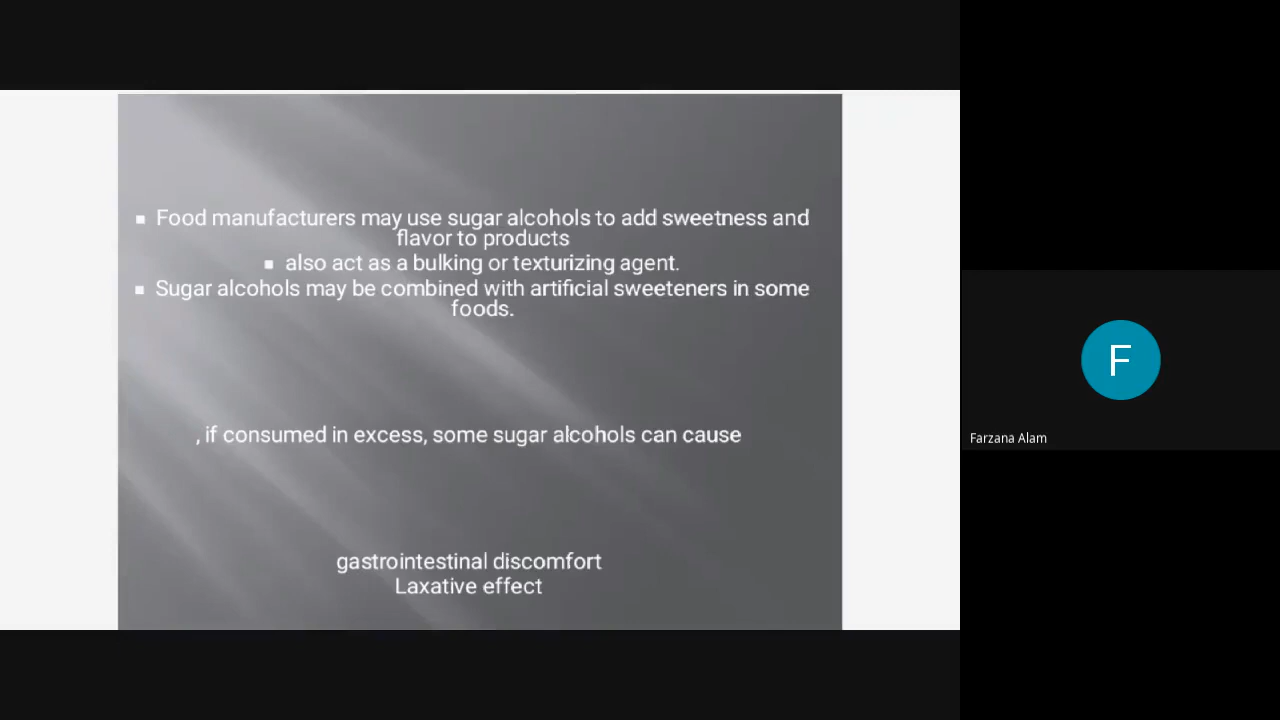 ▪ Food manufacturers may use sugar alcohols to add sweetness and
flavor to products
▪ also act as a bulking or texturizing agent.
▪ Sugar alcohols may be combined with artificial sweeteners in some
foods.
, if consumed in excess, some sugar alcohols can cause
gastrointestinal discomfort
Laxative effect
F
Farzana Alam